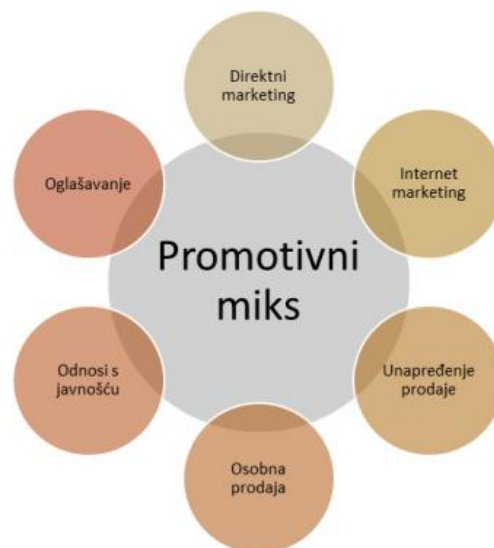 Direktni
marketing
Oglašavanje
Internet
marketing
Promotivni
miks
Odnosi s
javnošću
Unapređenje
prodaje
Osobna
prodaja